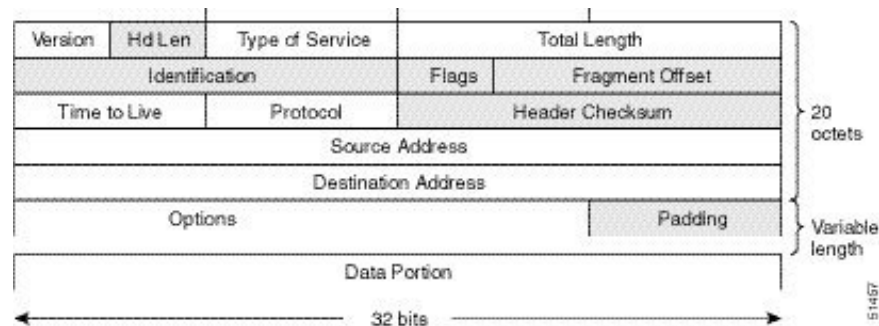 Version Hd Len Type of Service Total Length
Identification Flags Fragment Offset
Time to Live Protocol Header Checksum
20
octets
Source Address
Destination Address
Options Padding
Variable
length
Data Portion
32 bits
51457